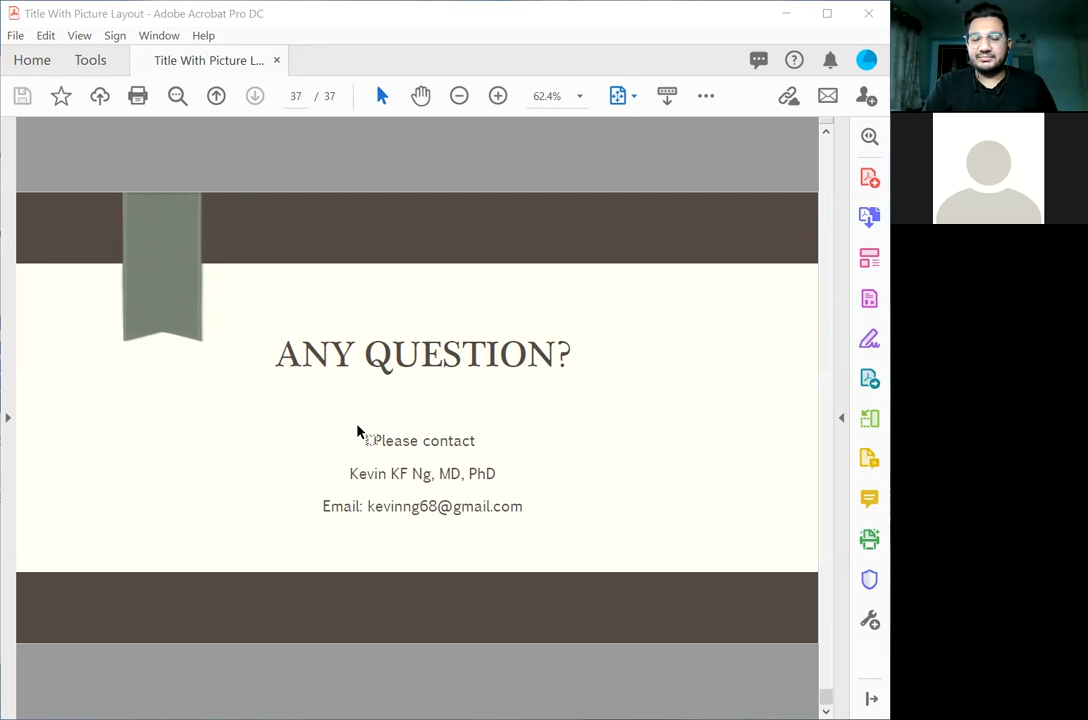 Title With Picture Layout - Adobe Acrobat Pro DC
File Edit View Sign Window Help
Home Tools Title With Picture L... ×
37 / 37 62.4%
ANY QUESTION?
Please contact
Kevin KF Ng, MD, PhD
Email: kevinng68@gmail.com